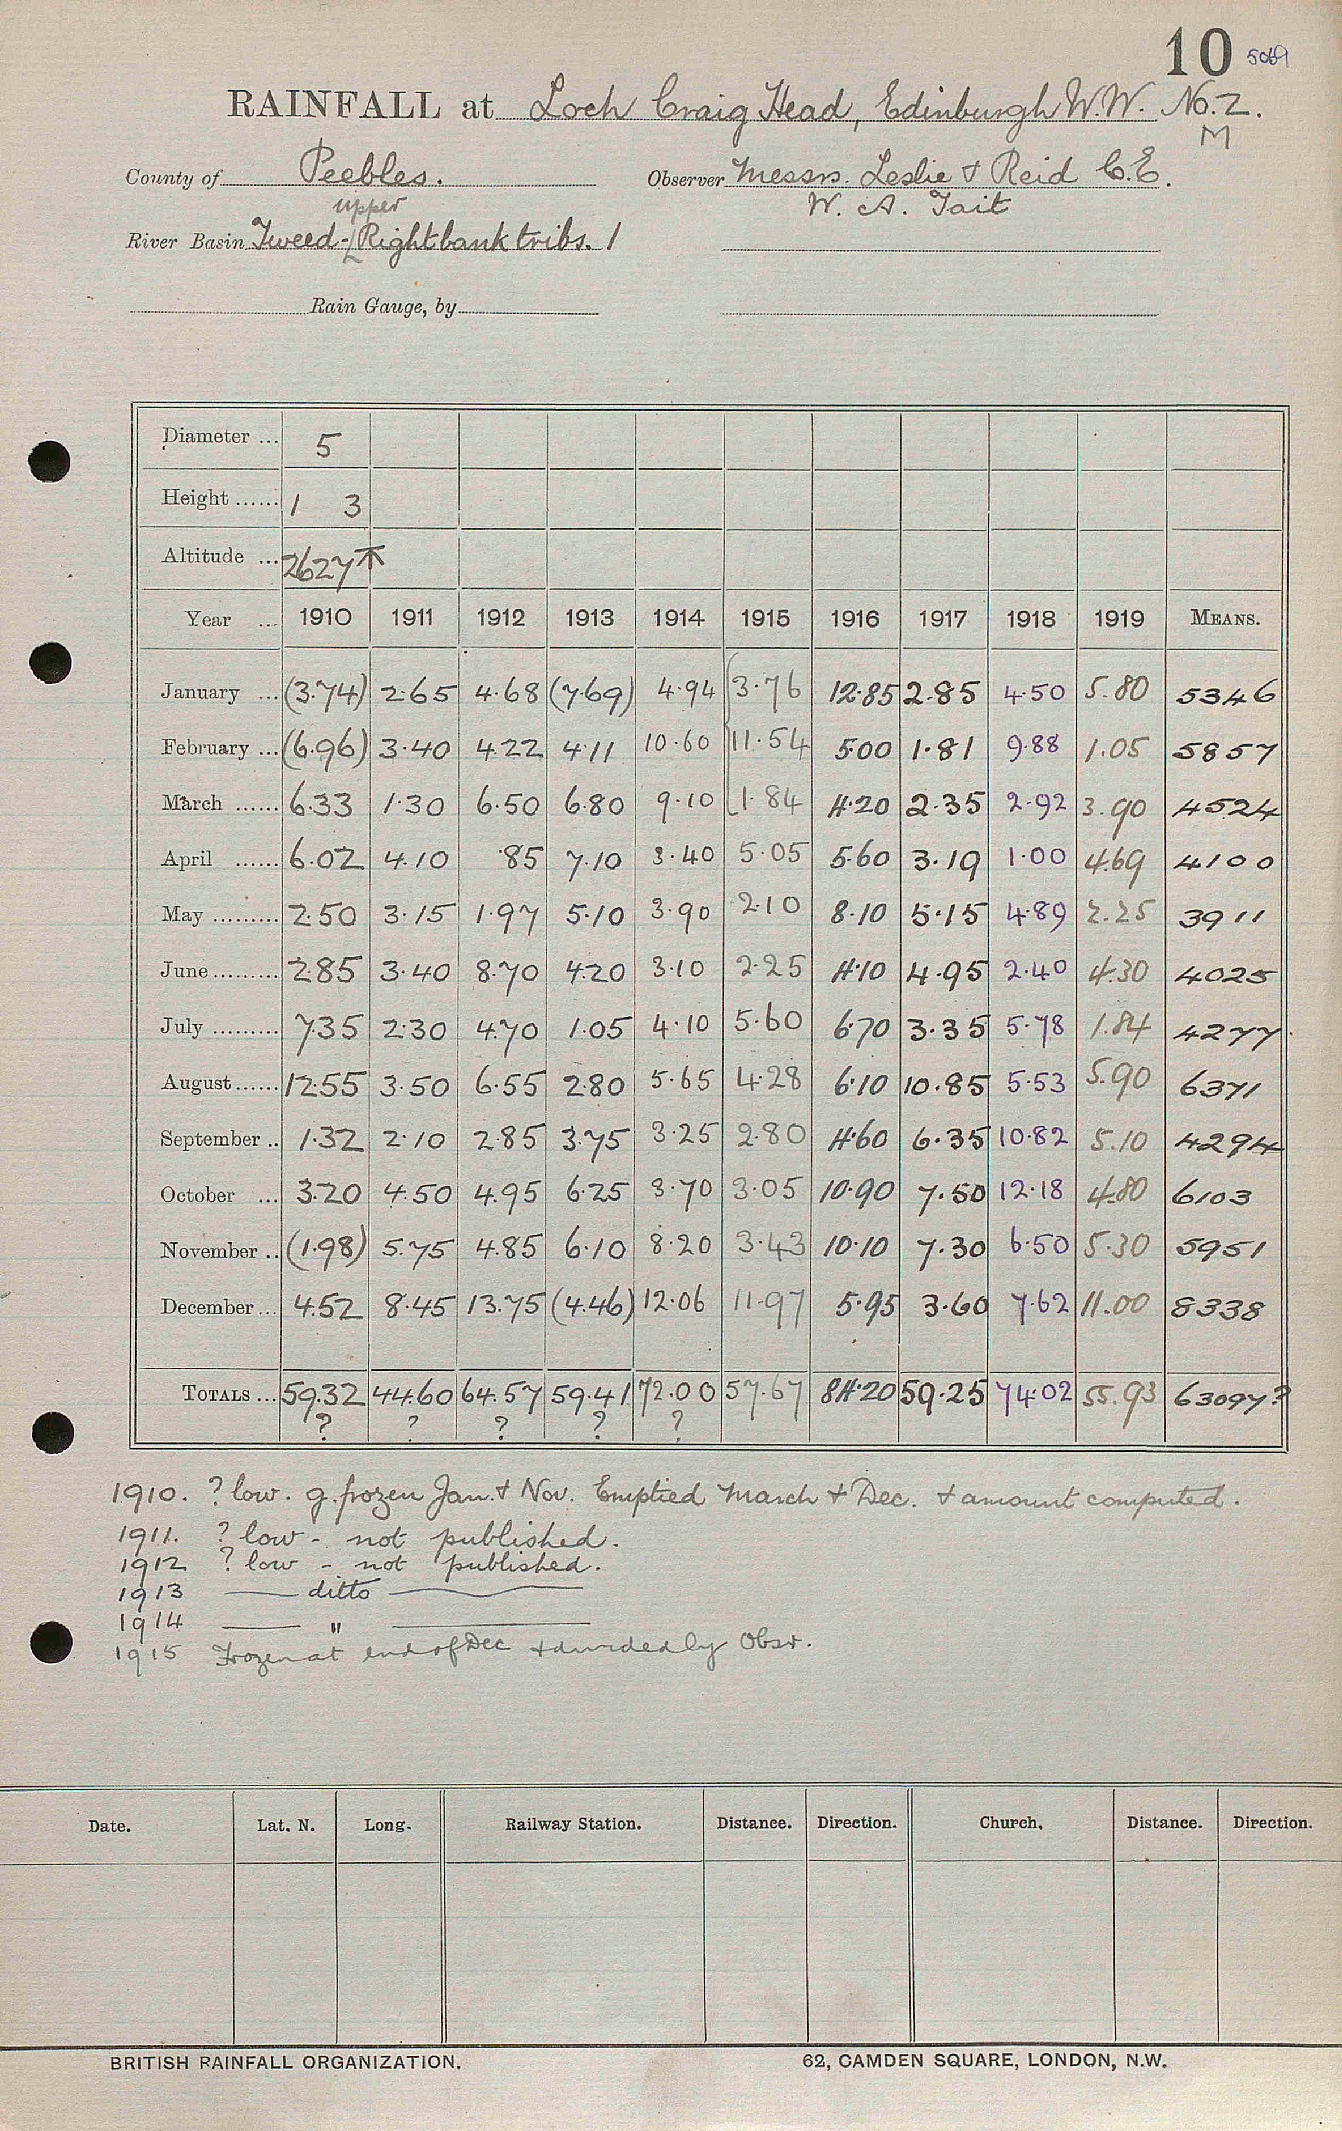 10 5069
RAINFALL at Loch Craig Head, Edinburgh W.W. No. 2.
M
County of Peebles. Observer Messrs. Leslie & Reid C.E.
upper W. A. Tait
River Basin Tweed - Right bank tribs. 1
Rain Gauge, by
Diameter ... 5
Height ...... 1 3
Altitude ... 2627 T
Year ... 1910 1911 1912 1913 1914 1915 1916 1917 1918 1919 MEANS.
January ... (3.74) 2.65 4.68 (7.69) 4.94 3.76 12.85 2.85 4.50 5.80 5346
February ... (6.96) 3.40 4.22 4.11 10.60 11.54 5.00 1.81 9.88 1.05 5857
March ...... 6.33 1.30 6.50 6.80 9.10 1.84 4.20 2.35 2.92 3.90 4524
April ...... 6.02 4.10 .85 7.10 3.40 5.05 5.60 3.19 1.00 4.69 4100
May ......... 2.50 3.15 1.97 5.10 3.90 2.10 8.10 5.15 4.89 2.25 3911
June ......... 2.85 3.40 8.70 4.20 3.10 2.25 4.10 4.95 2.40 4.30 4025
July ......... 7.35 2.30 4.70 1.05 4.10 5.60 6.70 3.35 5.78 1.84 4277
August ...... 12.55 3.50 6.55 2.80 5.65 4.28 6.10 10.85 5.53 5.90 6371
September .. 1.32 2.10 2.85 3.75 3.25 2.80 4.60 6.35 10.82 5.10 4294
October ... 3.20 4.50 4.95 6.25 3.70 3.05 10.90 7.50 12.18 4.80 6103
November .. (1.98) 5.75 4.85 6.10 8.20 3.43 10.10 7.30 6.50 5.30 5951
December ... 4.52 8.45 13.75 (4.46) 12.06 11.97 5.95 3.60 7.62 11.00 8338
TOTALS ... 59.32 44.60 64.57 59.41 72.00 57.67 84.20 59.25 74.02 55.93 63097?
? ? ? ? ?
1910. ? low. g. frozen Jan. & Nov. Emptied March & Dec. & amount computed.
1911. ? low - not published.
1912 ? low - not published.
1913 — ditto —
1914 — " —
1915 Frozen at end of Dec & divided by Obsr.
Date. Lat. N. Long. Railway Station. Distance. Direction. Church. Distance. Direction.
BRITISH RAINFALL ORGANIZATION. 62, CAMDEN SQUARE, LONDON, N.W.